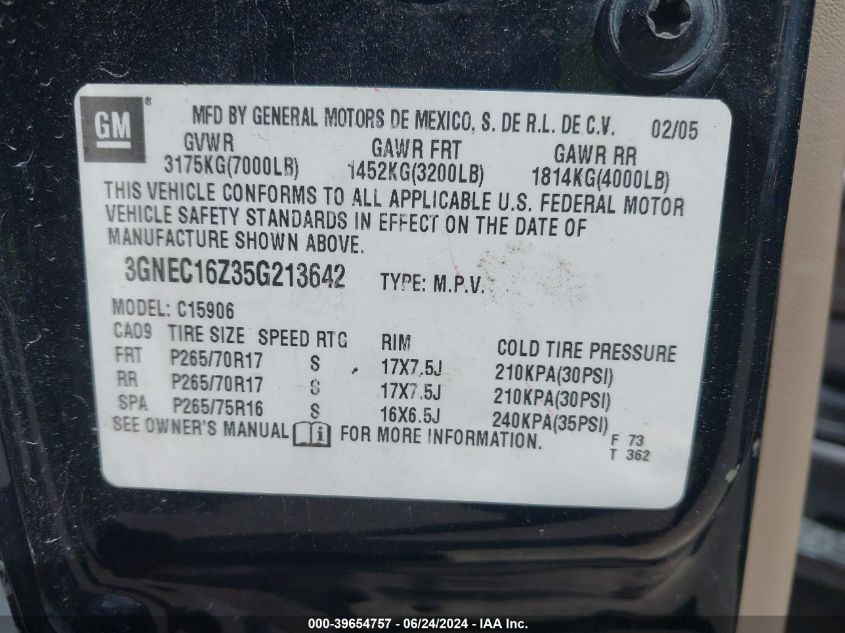 GM® MFD BY GENERAL MOTORS DE MEXICO, S. DE R.L. DE C.V. 02/05
GVWR GAWR FRT GAWR RR
3175KG(7000LB) 1452KG(3200LB) 1814KG(4000LB)
THIS VEHICLE CONFORMS TO ALL APPLICABLE U.S. FEDERAL MOTOR
VEHICLE SAFETY STANDARDS IN EFFECT ON THE DATE OF
MANUFACTURE SHOWN ABOVE.
3GNEC16Z35G213642 TYPE: M.P.V.
MODEL: C15906
CA09 TIRE SIZE SPEED RTG RIM COLD TIRE PRESSURE
FRT P265/70R17 S 17X7.5J 210KPA(30PSI)
RR P265/70R17 S 17X7.5J 210KPA(30PSI)
SPA P265/75R16 S 16X6.5J 240KPA(35PSI)
SEE OWNER'S MANUAL i FOR MORE INFORMATION. F 73
T 362
000-39654757 - 06/24/2024 - IAA Inc.